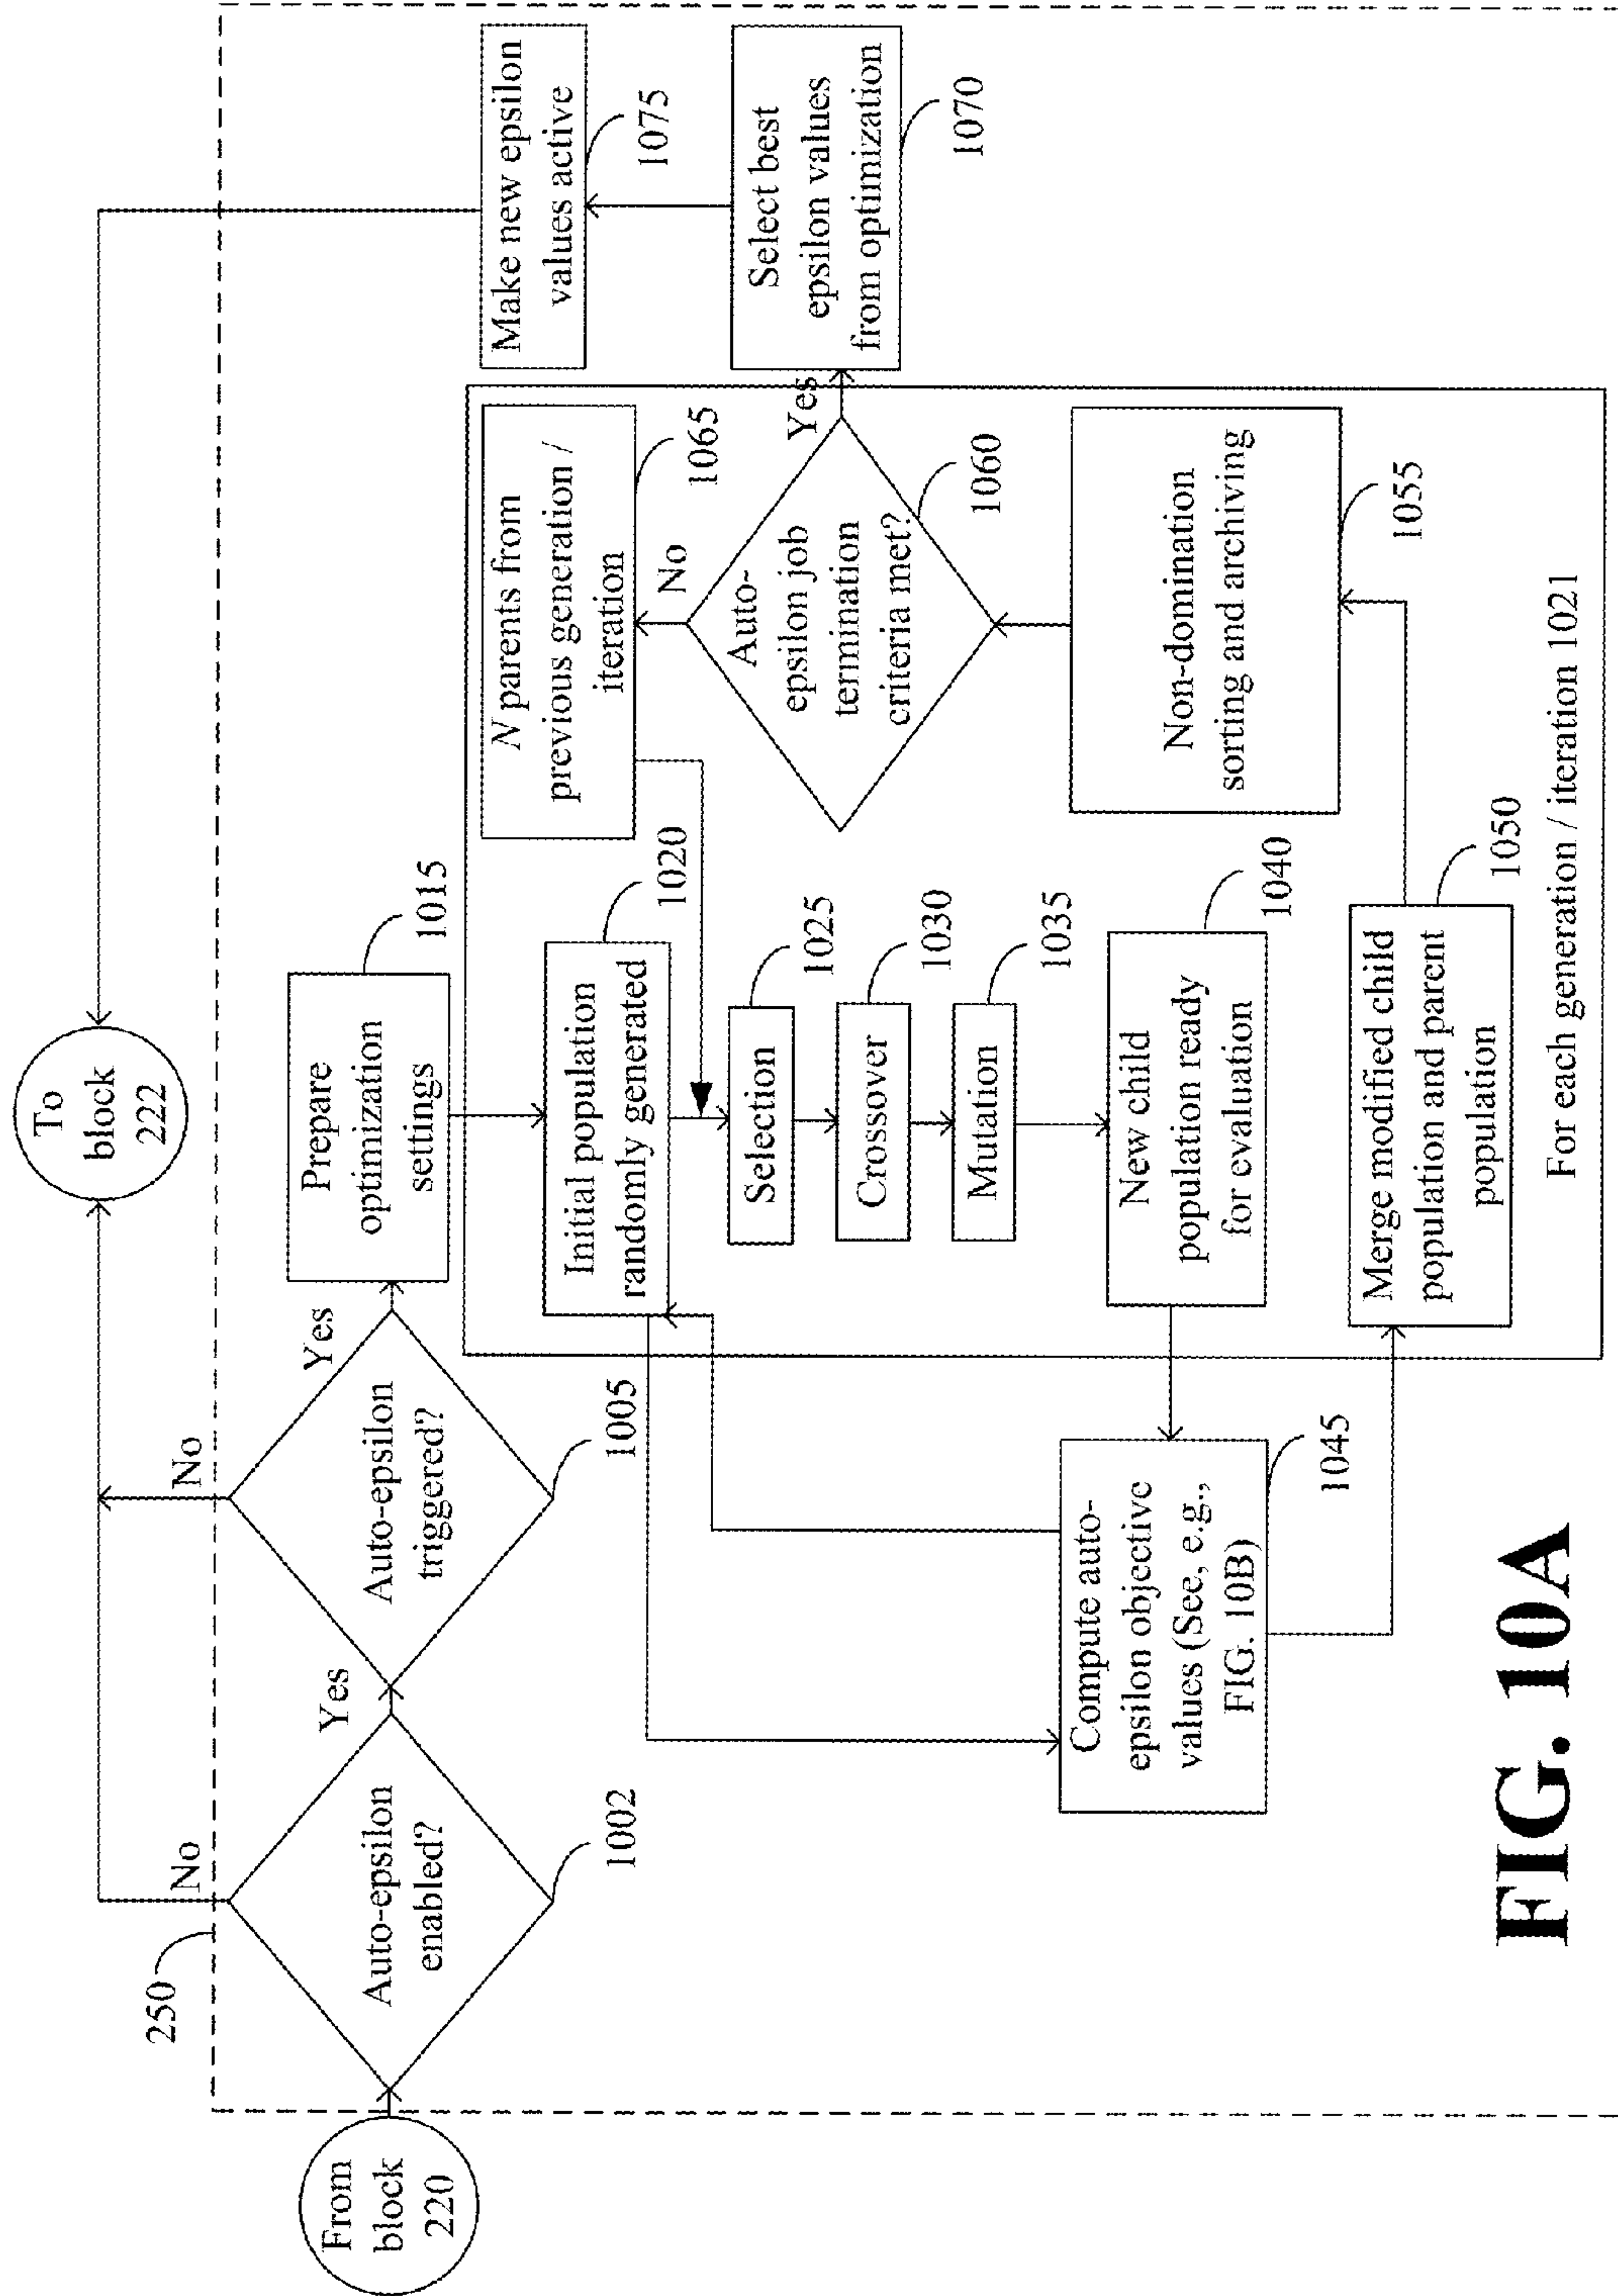 From
block
220
250
Auto-epsilon
enabled?
1002
No
Yes
Auto-epsilon
triggered?
1005
No
Yes
To
block
222
Prepare
optimization
settings
1015
Initial population
randomly generated
1020
Selection
1025
Crossover
1030
Mutation
1035
New child
population ready
for evaluation
1040
Compute auto-
epsilon objective
values (See, e.g.,
FIG. 10B)
1045
Merge modified child
population and parent
population
1050
Non-domination
sorting and archiving
1055
Auto-
epsilon job
termination
criteria met?
1060
No
Yes
N parents from
previous generation /
iteration
1065
Select best
epsilon values
from optimization
1070
Make new epsilon
values active
1075
For each generation / iteration 1021
FIG. 10A